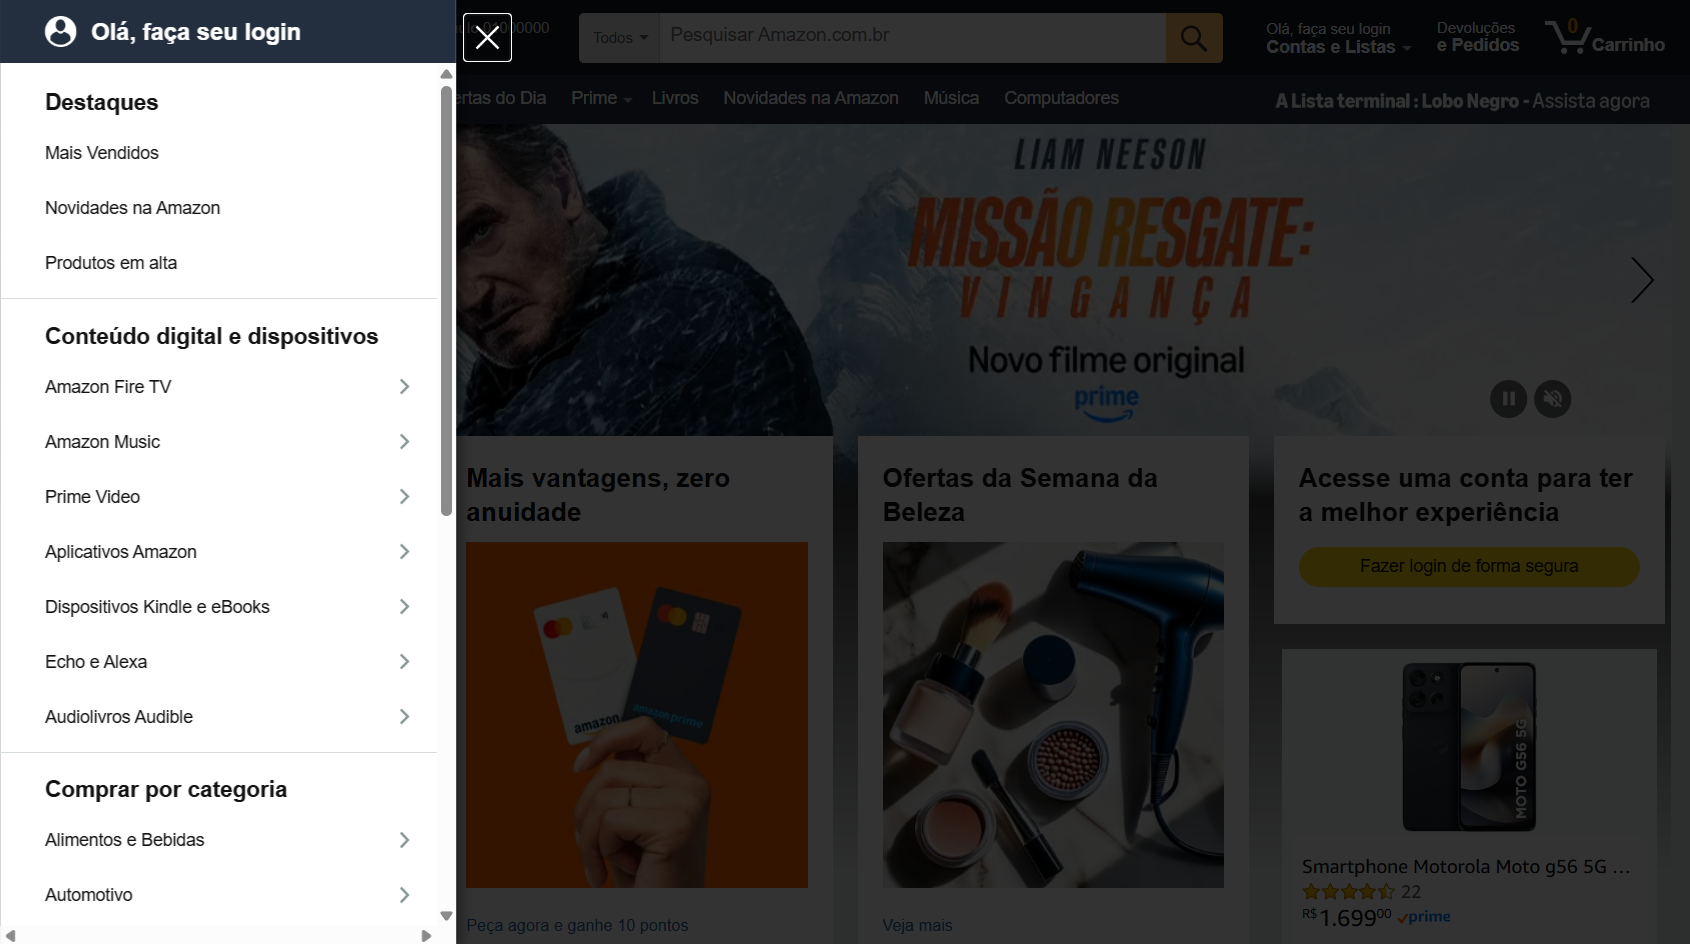 Olá, faça seu login
Destaques
Mais Vendidos
Novidades na Amazon
Produtos em alta
Conteúdo digital e dispositivos
Amazon Fire TV
Amazon Music
Prime Video
Aplicativos Amazon
Dispositivos Kindle e eBooks
Echo e Alexa
Audiolivros Audible
Comprar por categoria
Alimentos e Bebidas
Automotivo
01000000
Todos
Pesquisar Amazon.com.br
Olá, faça seu login
Contas e Listas
Devoluções
e Pedidos
0
Carrinho
ertas do Dia
Prime
Livros
Novidades na Amazon
Música
Computadores
A Lista terminal : Lobo Negro - Assista agora
LIAM NEESON
MISSÃO RESGATE:
VINGANÇA
Novo filme original
prime
Mais vantagens, zero
anuidade
amazon
amazon prime
Peça agora e ganhe 10 pontos
Ofertas da Semana da
Beleza
Veja mais
Acesse uma conta para ter
a melhor experiência
Fazer login de forma segura
MOTO G56 5G
Smartphone Motorola Moto g56 5G ...
22
R$1.69900 prime